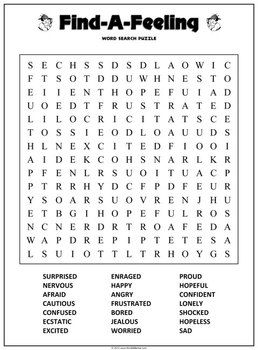 Find-A-Feeling
WORD SEARCH PUZZLE
S E C H S S D S D L A O W I C
F T S O T D D U W H N E S T O
E I I E N T H O P E F U I A D
U O E D T F R U S T R A T E D
L I C R O F L C I T A T S C E
T O S S I E O D L O A U U D S
H L N E X C I T E D F I O O I
A I D E K C O H S N A R L K R
P F E N L R S U O I T U A C P
P T R R H Y D C F P D F E U R
Y S O A R S U O V R E N J H U
E T B G I H O P E F U L R O S
N C N E R D R T R O A E D E D
W A P D R E P I P T E T E S A
L S O O T T L T R H O Y G S
SURPRISED ENRAGED PROUD
NERVOUS HAPPY HOPEFUL
AFRAID ANGRY CONFIDENT
CAUTIOUS FRUSTRATED LONELY
CONFUSED BORED SHOCKED
ECSTATIC JEALOUS HOPELESS
EXCITED WORRIED SAD